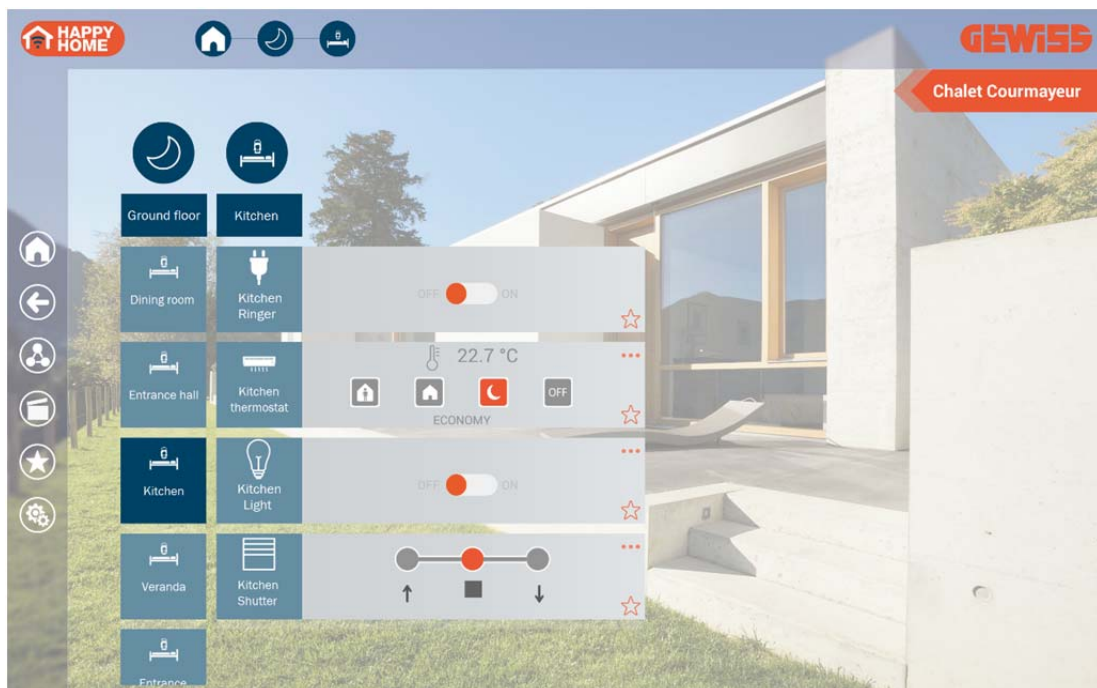 HAPPY
HOME
GEWISS
Chalet Courmayeur
Ground floor
Kitchen
Dining room
Kitchen
Ringer
OFF
ON
Entrance hall
Kitchen
thermostat
22.7 °C
OFF
ECONOMY
Kitchen
Kitchen
Light
OFF
ON
Veranda
Kitchen
Shutter
Entrance